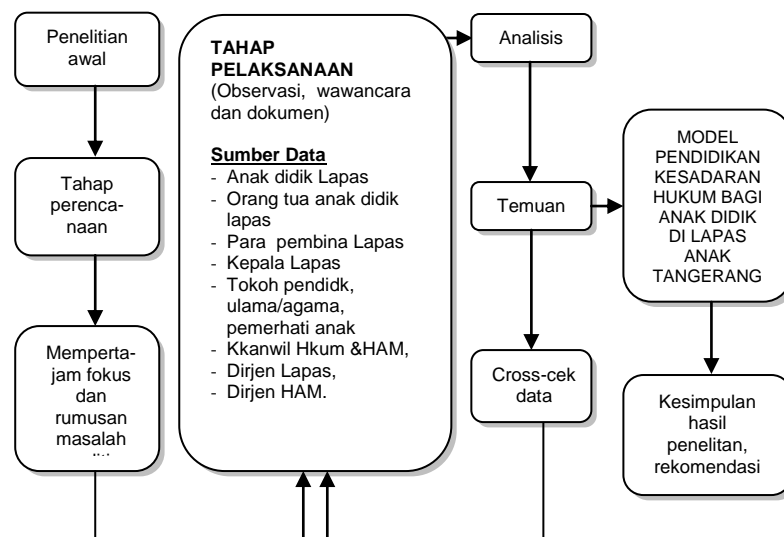 Penelitian
awal
Tahap
perenca-
naan
Memperta-
jam fokus
dan
rumusan
masalah
TAHAP
PELAKSANAAN
(Observasi, wawancara
dan dokumen)
Sumber Data
- Anak didik Lapas
- Orang tua anak didik
lapas
- Para pembina Lapas
- Kepala Lapas
- Tokoh pendidk,
ulama/agama,
pemerhati anak
- Kkanwil Hkum &HAM,
- Dirjen Lapas,
- Dirjen HAM.
Analisis
Temuan
Cross-cek
data
MODEL
PENDIDIKAN
KESADARAN
HUKUM BAGI
ANAK DIDIK
DI LAPAS
ANAK
TANGERANG
Kesimpulan
hasil
penelitan,
rekomendasi